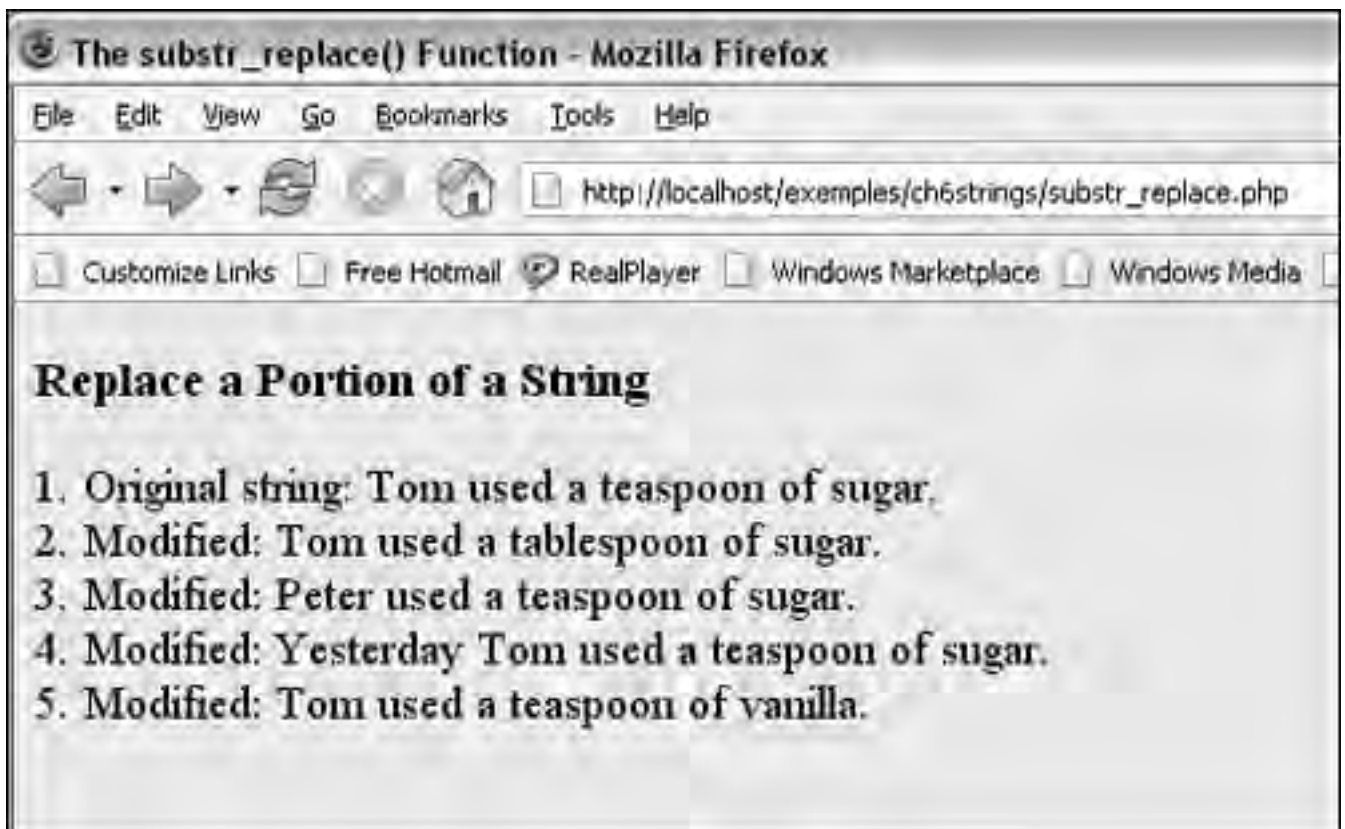 The substr_replace() Function - Mozilla Firefox
File Edit View Go Bookmarks Tools Help
http://localhost/exemples/ch6strings/substr_replace.php
Customize Links Free Hotmail RealPlayer Windows Marketplace Windows Media
Replace a Portion of a String
1. Original string: Tom used a teaspoon of sugar.
2. Modified: Tom used a tablespoon of sugar.
3. Modified: Peter used a teaspoon of sugar.
4. Modified: Yesterday Tom used a teaspoon of sugar.
5. Modified: Tom used a teaspoon of vanilla.